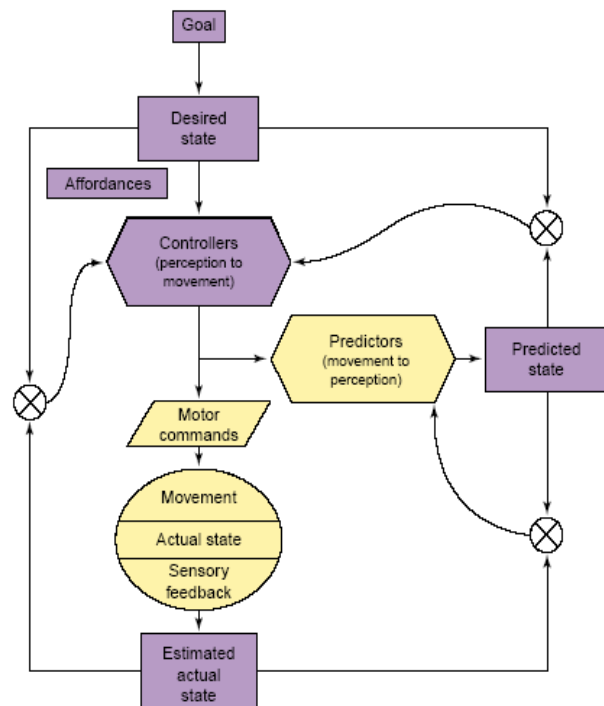 Goal
Desired
state
Affordances
Controllers
(perception to
movement)
Predictors
(movement to
perception)
Predicted
state
Motor
commands
Movement
Actual state
Sensory
feedback
Estimated
actual
state